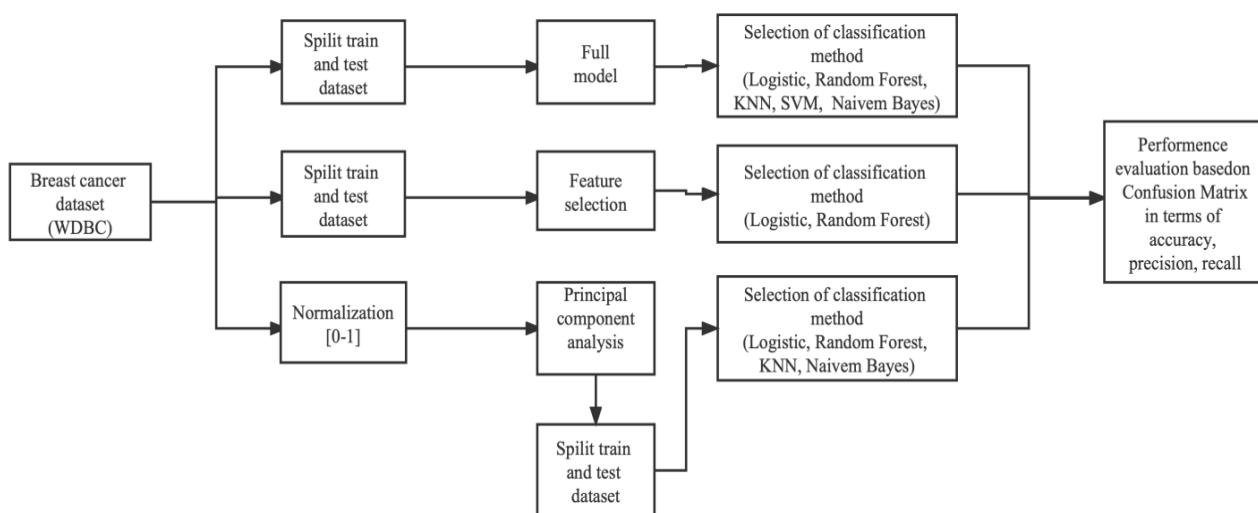 Breast cancer
dataset
(WDBC)
Spilit train
and test
dataset
Full
model
Selection of classification
method
(Logistic, Random Forest,
KNN, SVM,  Naivem Bayes)
Spilit train
and test
dataset
Feature
selection
Selection of classification
method
(Logistic, Random Forest)
Normalization
[0-1]
Principal
component
analysis
Spilit train
and test
dataset
Selection of classification
method
(Logistic, Random Forest,
KNN, Naivem Bayes)
Performence
evaluation basedon
Confusion Matrix
in terms of
accuracy,
precision, recall